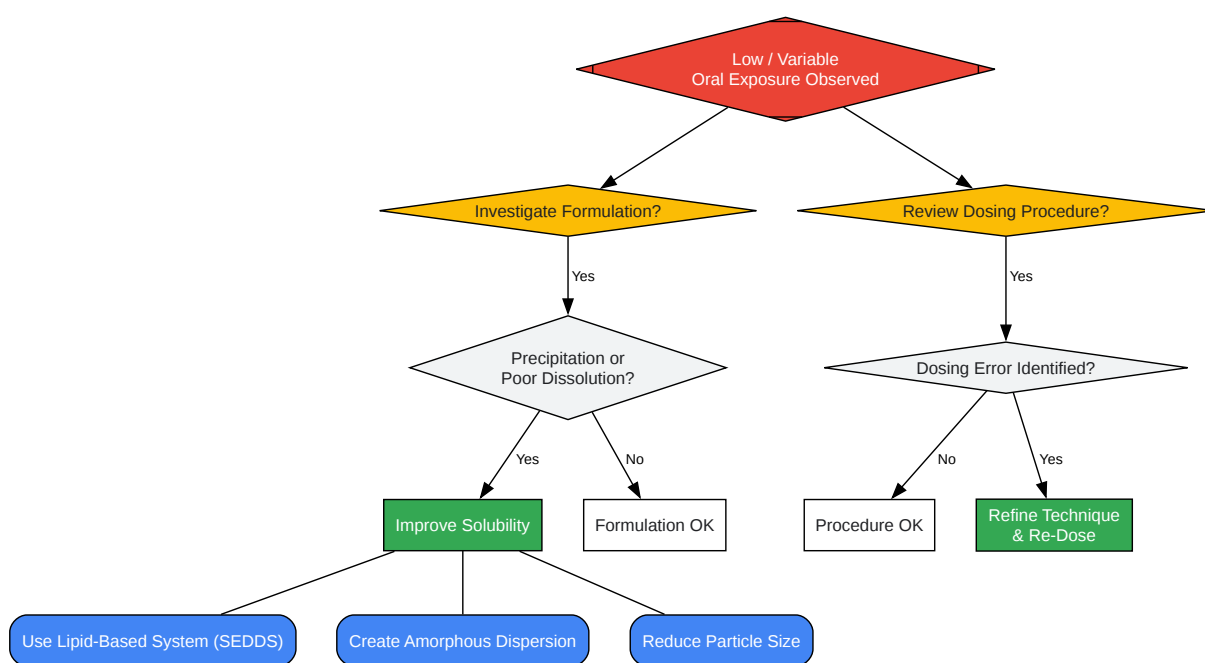 Low / Variable
Oral Exposure Observed
Investigate Formulation?
Review Dosing Procedure?
Yes
Yes
Precipitation or
Poor Dissolution?
Dosing Error Identified?
Yes
No
No
Yes
Improve Solubility
Formulation OK
Procedure OK
Refine Technique
& Re-Dose
Use Lipid-Based System (SEDDS)
Create Amorphous Dispersion
Reduce Particle Size